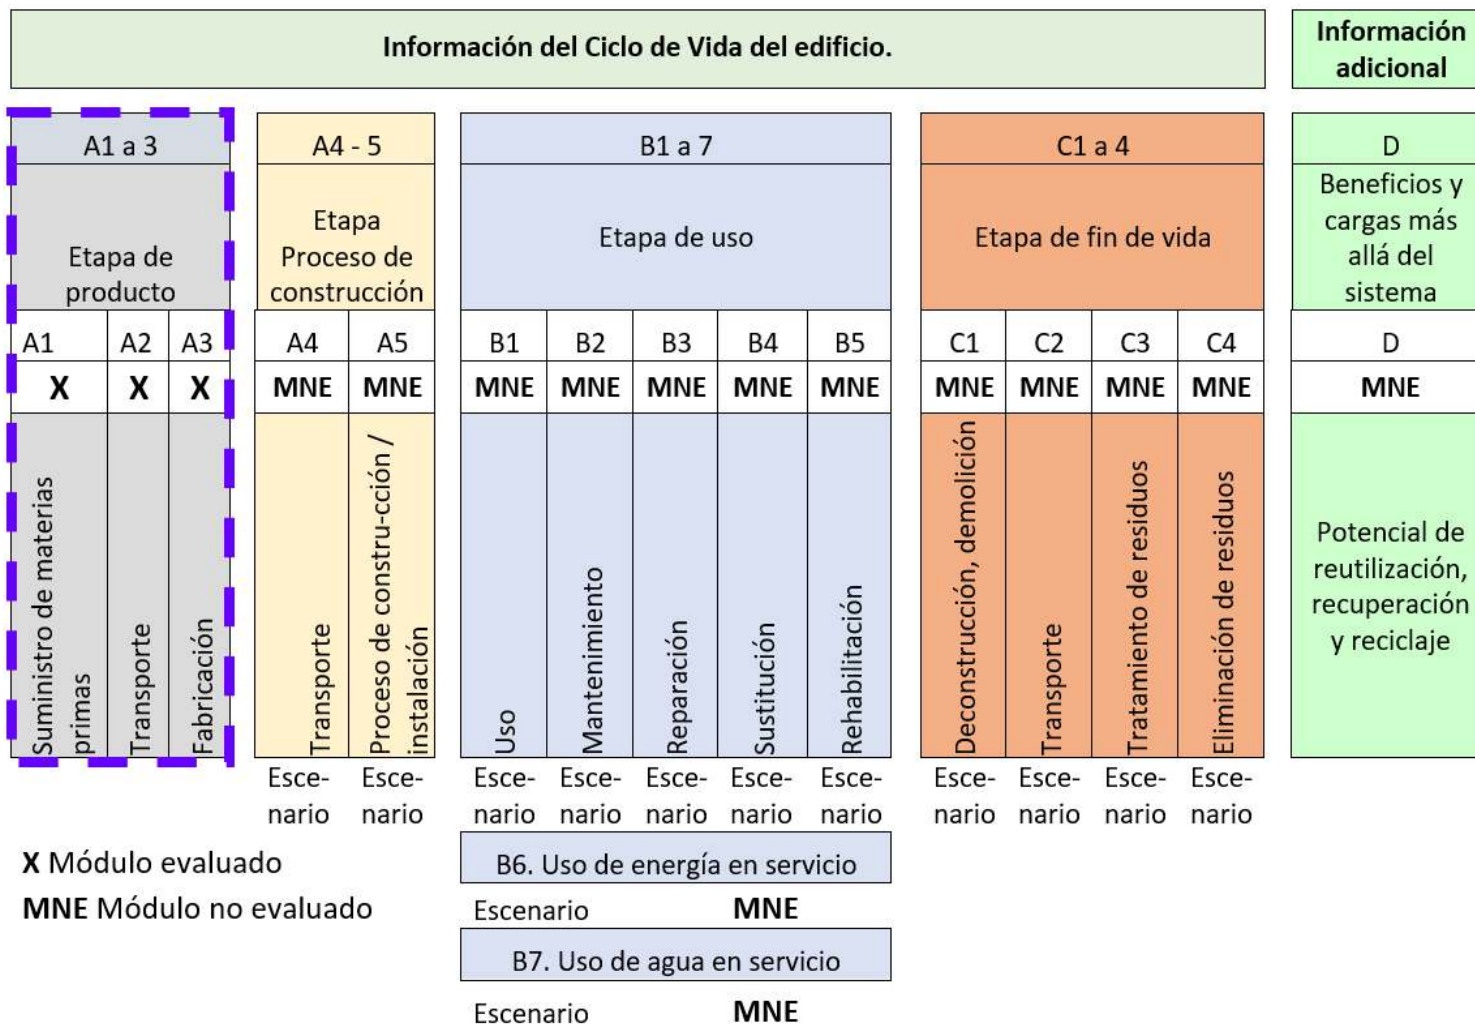 Información del Ciclo de Vida del edificio.
Información
adicional
A1 a 3
A4 - 5
B1 a 7
C1 a 4
D
Etapa de
producto
Etapa
Proceso de
construcción
Etapa de uso
Etapa de fin de vida
Beneficios y
cargas más
allá del
sistema
A1 A2 A3 A4 A5 B1 B2 B3 B4 B5 C1 C2 C3 C4 D
X X X MNE MNE MNE MNE MNE MNE MNE MNE MNE MNE MNE MNE
Suministro de materias
primas
Transporte
Fabricación
Transporte
Proceso de constru-cción /
instalación
Uso
Mantenimiento
Reparación
Sustitución
Rehabilitación
Deconstrucción, demolición
Transporte
Tratamiento de residuos
Eliminación de residuos
Potencial de
reutilización,
recuperación
y reciclaje
Esce- Esce- Esce- Esce- Esce- Esce- Esce- Esce- Esce- Esce- Esce-
nario nario nario nario nario nario nario nario nario nario nario
X Módulo evaluado
MNE Módulo no evaluado
B6. Uso de energía en servicio
Escenario MNE
B7. Uso de agua en servicio
Escenario MNE